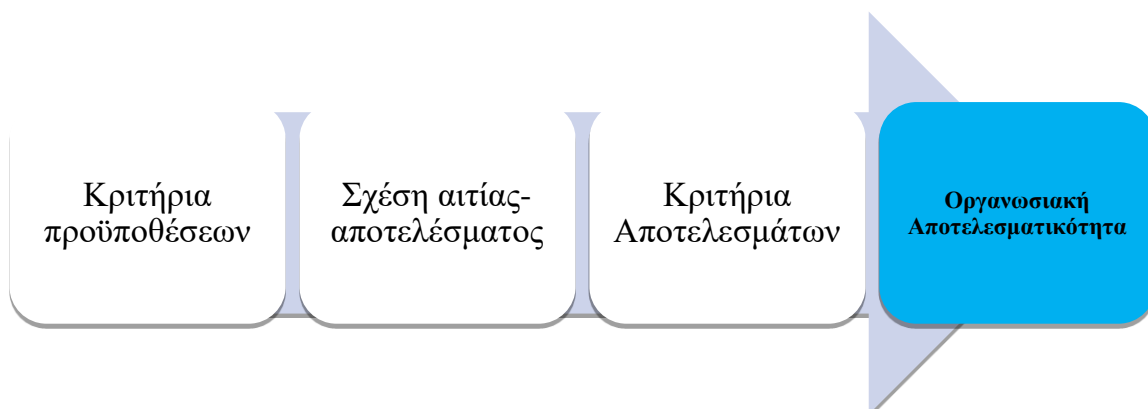 Κριτήρια
προϋποθέσεων
Σχέση αιτίας-
αποτελέσματος
Κριτήρια
Αποτελεσμάτων
Οργανωσιακή
Αποτελεσματικότητα